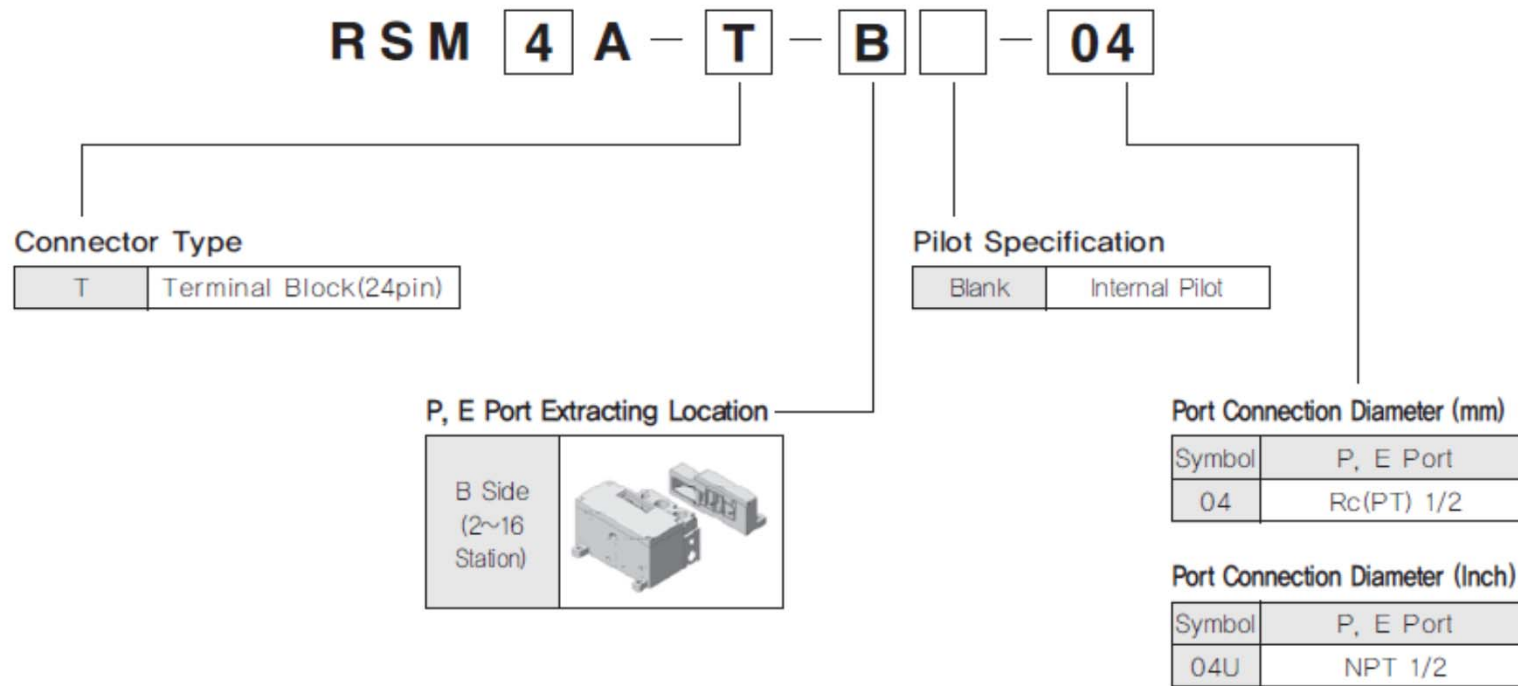 RSM 4 A - T - B - 04
Connector Type
T Terminal Block(24pin)
Pilot Specification
Blank Internal Pilot
P, E Port Extracting Location
B Side
(2~16
Station)
Port Connection Diameter (mm)
Symbol P, E Port
04 Rc(PT) 1/2
Port Connection Diameter (Inch)
Symbol P, E Port
04U NPT 1/2